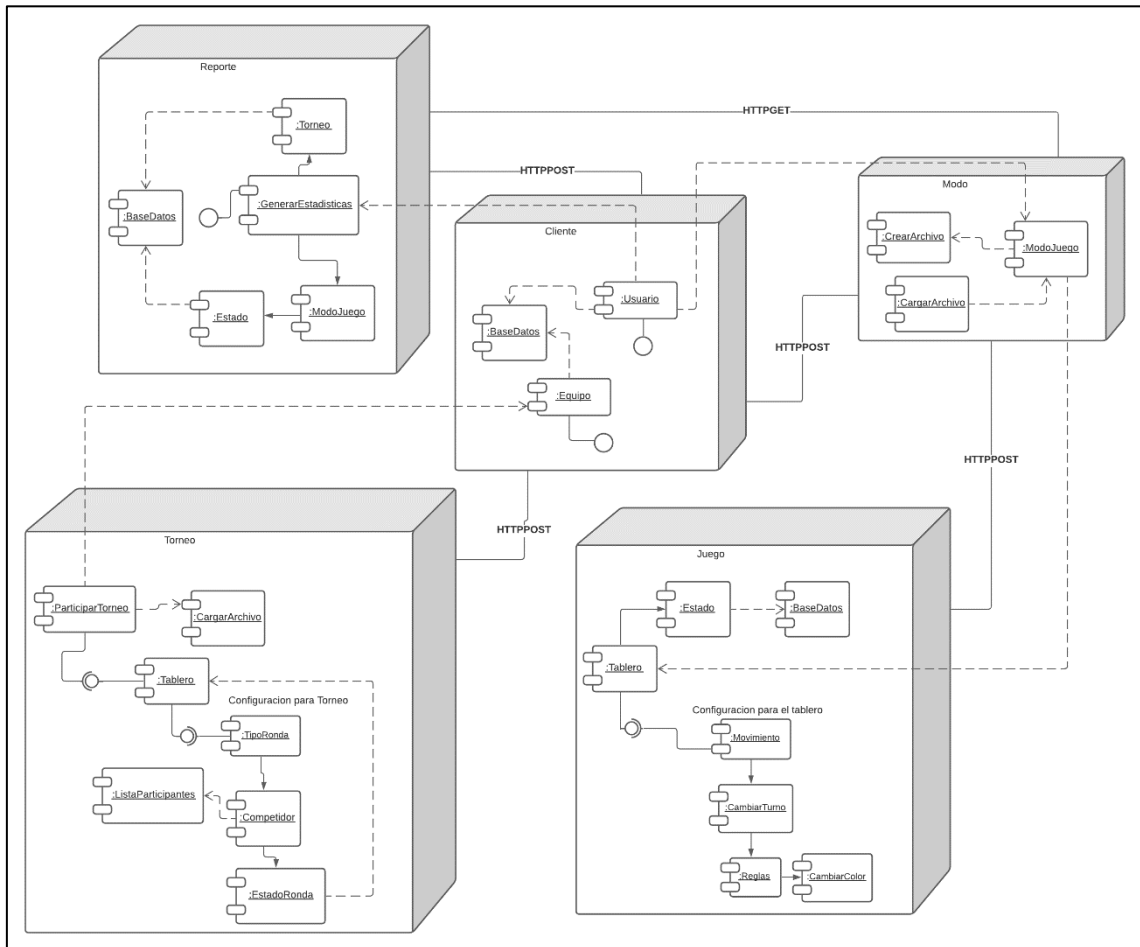 Reporte
:Torneo
:GenerarEstadisticas
:BaseDatos
:Estado
:ModoJuego
HTTPGET
HTTPPOST
Cliente
:Usuario
:BaseDatos
:Equipo
Modo
:CrearArchivo
:ModoJuego
:CargarArchivo
HTTPPOST
HTTPPOST
HTTPPOST
Torneo
:ParticiparTorneo
:CargarArchivo
:Tablero
Configuracion para Torneo
:TipoRonda
:ListaParticipantes
:Competidor
:EstadoRonda
Juego
:Estado
:BaseDatos
:Tablero
Configuracion para el tablero
:Movimiento
:CambiarTurno
:Reglas
:CambiarColor